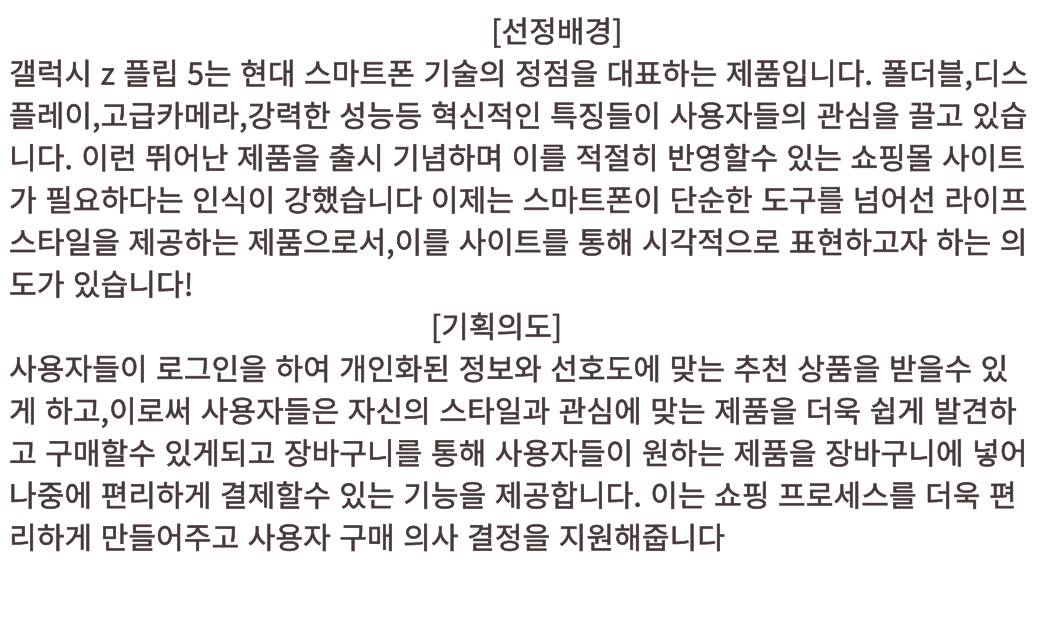 [선정배경]
갤럭시 z 플립 5는 현대 스마트폰 기술의 정점을 대표하는 제품입니다. 폴더블,디스
플레이,고급카메라,강력한 성능등 혁신적인 특징들이 사용자들의 관심을 끌고 있습
니다. 이런 뛰어난 제품을 출시 기념하며 이를 적절히 반영할수 있는 쇼핑몰 사이트
가 필요하다는 인식이 강했습니다 이제는 스마트폰이 단순한 도구를 넘어선 라이프
스타일을 제공하는 제품으로서,이를 사이트를 통해 시각적으로 표현하고자 하는 의
도가 있습니다!
[기획의도]
사용자들이 로그인을 하여 개인화된 정보와 선호도에 맞는 추천 상품을 받을수 있
게 하고,이로써 사용자들은 자신의 스타일과 관심에 맞는 제품을 더욱 쉽게 발견하
고 구매할수 있게되고 장바구니를 통해 사용자들이 원하는 제품을 장바구니에 넣어
나중에 편리하게 결제할수 있는 기능을 제공합니다. 이는 쇼핑 프로세스를 더욱 편
리하게 만들어주고 사용자 구매 의사 결정을 지원해줍니다